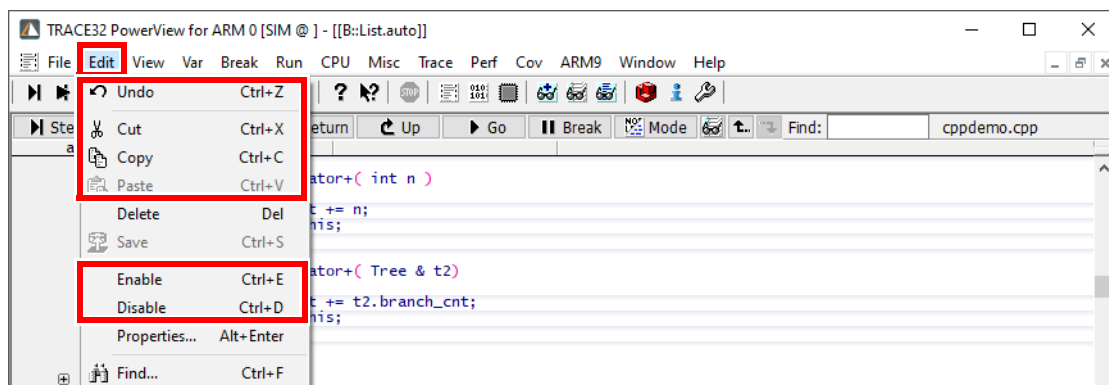 TRACE32 PowerView for ARM 0 [SIM @ ] - [[B::List.auto]]
File Edit View Var Break Run CPU Misc Trace Perf Cov ARM9 Window Help
Undo Ctrl+Z
Ste eturn Up Go Break Mode Find: cppdemo.cpp
Cut Ctrl+X
Copy Ctrl+C
ator+( int n )
Paste Ctrl+V
Delete Del
t += n;
his;
Save Ctrl+S
Enable Ctrl+E
ator+( Tree & t2)
Disable Ctrl+D
t += t2.branch_cnt;
his;
Properties... Alt+Enter
Find... Ctrl+F